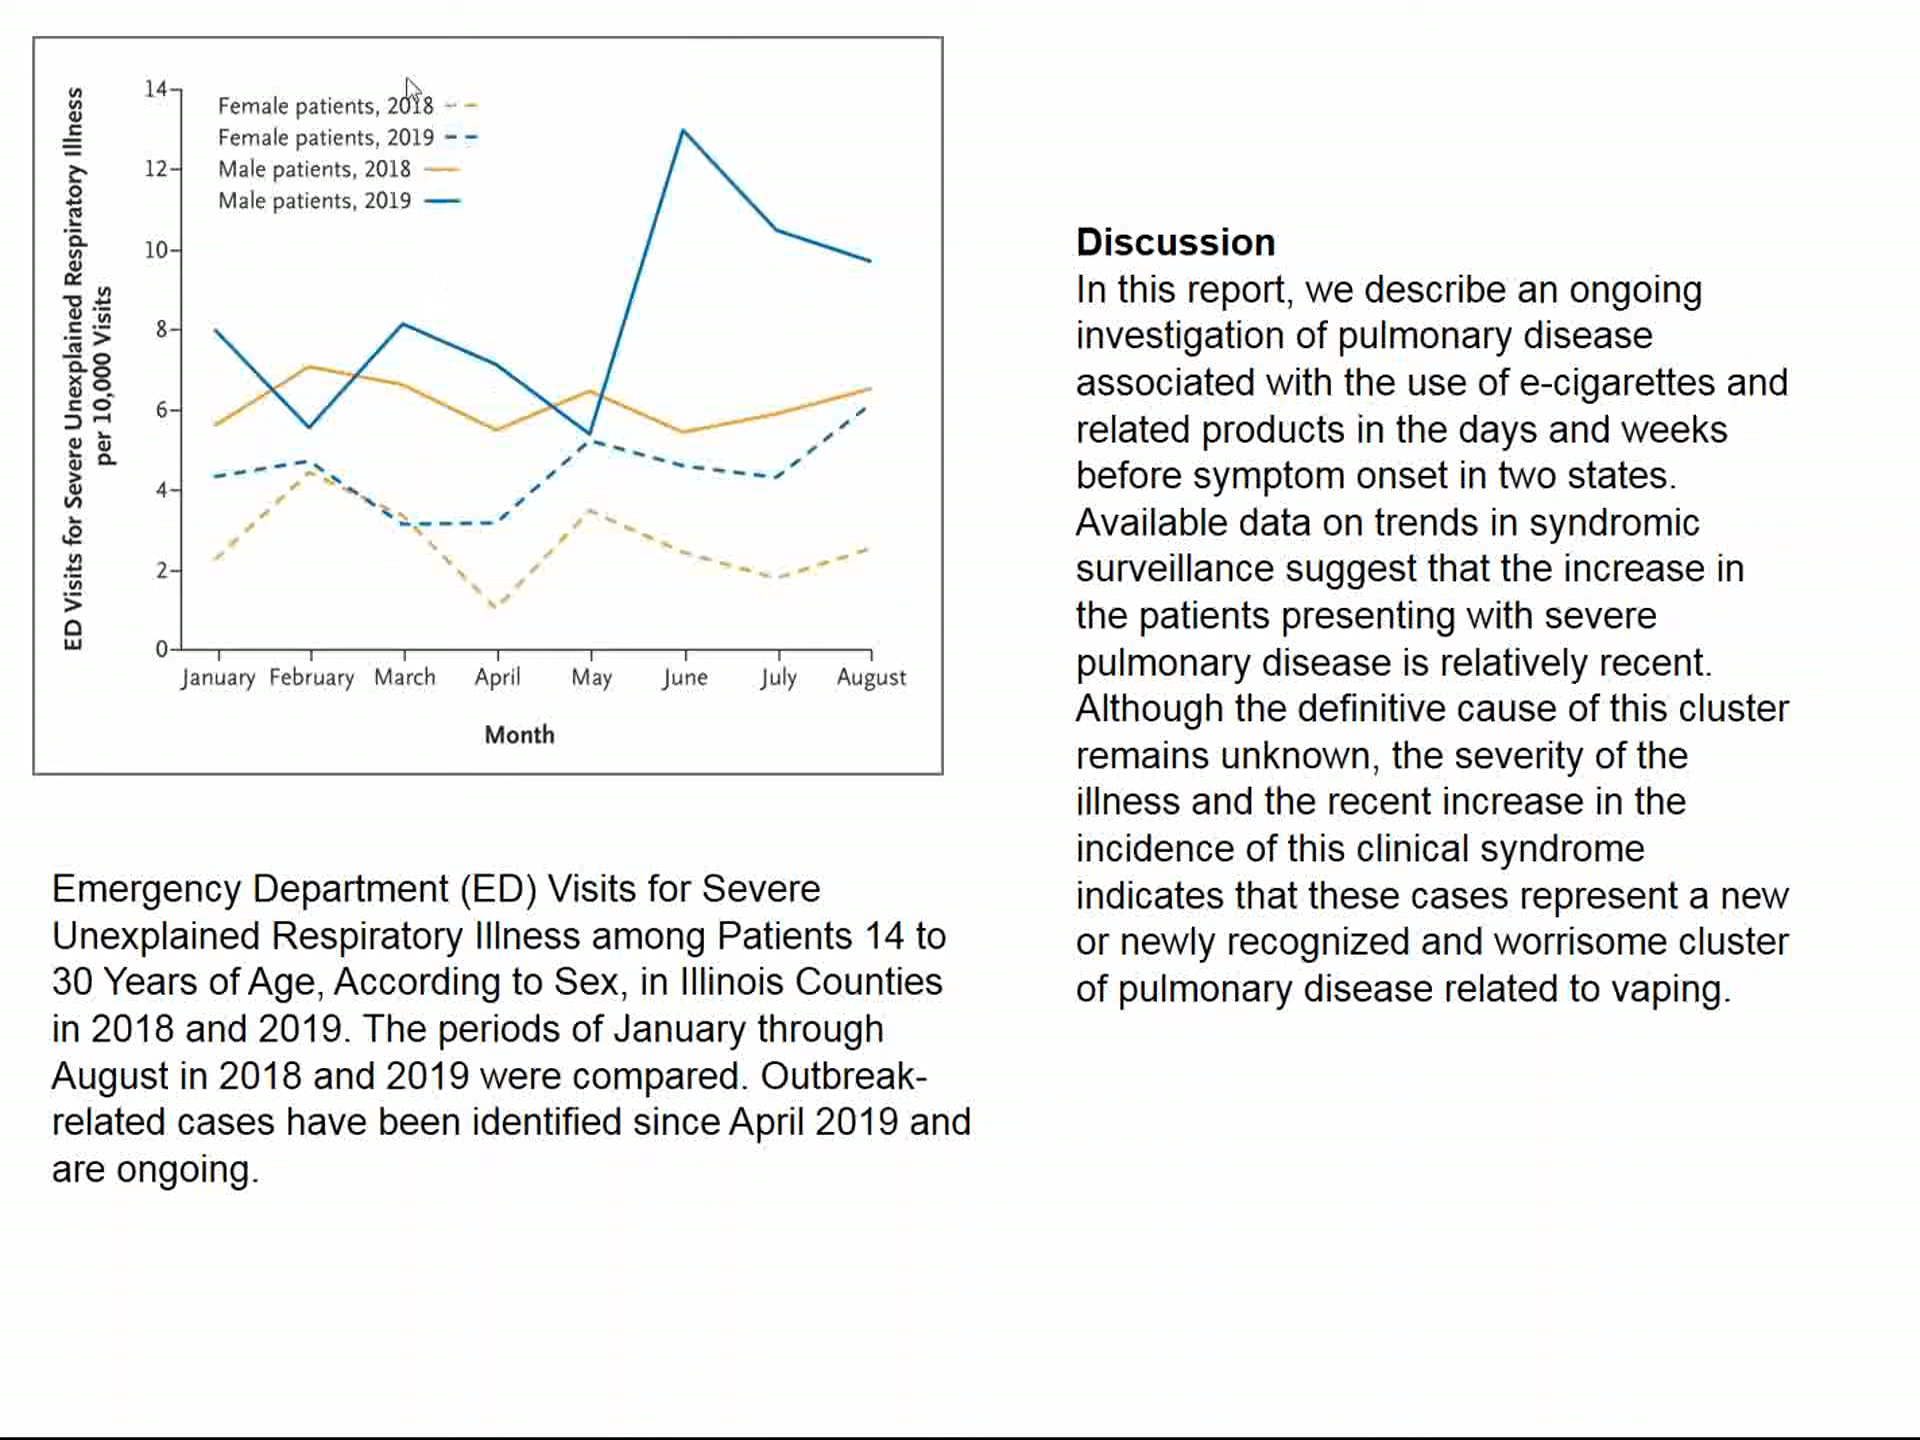 ED Visits for Severe Unexplained Respiratory Illness
per 10,000 Visits
14
12
10
8
6
4
2
0
Female patients, 2018
Female patients, 2019
Male patients, 2018
Male patients, 2019
January February March April May June July August
Month
Emergency Department (ED) Visits for Severe
Unexplained Respiratory Illness among Patients 14 to
30 Years of Age, According to Sex, in Illinois Counties
in 2018 and 2019. The periods of January through
August in 2018 and 2019 were compared. Outbreak-
related cases have been identified since April 2019 and
are ongoing.
Discussion
In this report, we describe an ongoing
investigation of pulmonary disease
associated with the use of e-cigarettes and
related products in the days and weeks
before symptom onset in two states.
Available data on trends in syndromic
surveillance suggest that the increase in
the patients presenting with severe
pulmonary disease is relatively recent.
Although the definitive cause of this cluster
remains unknown, the severity of the
illness and the recent increase in the
incidence of this clinical syndrome
indicates that these cases represent a new
or newly recognized and worrisome cluster
of pulmonary disease related to vaping.